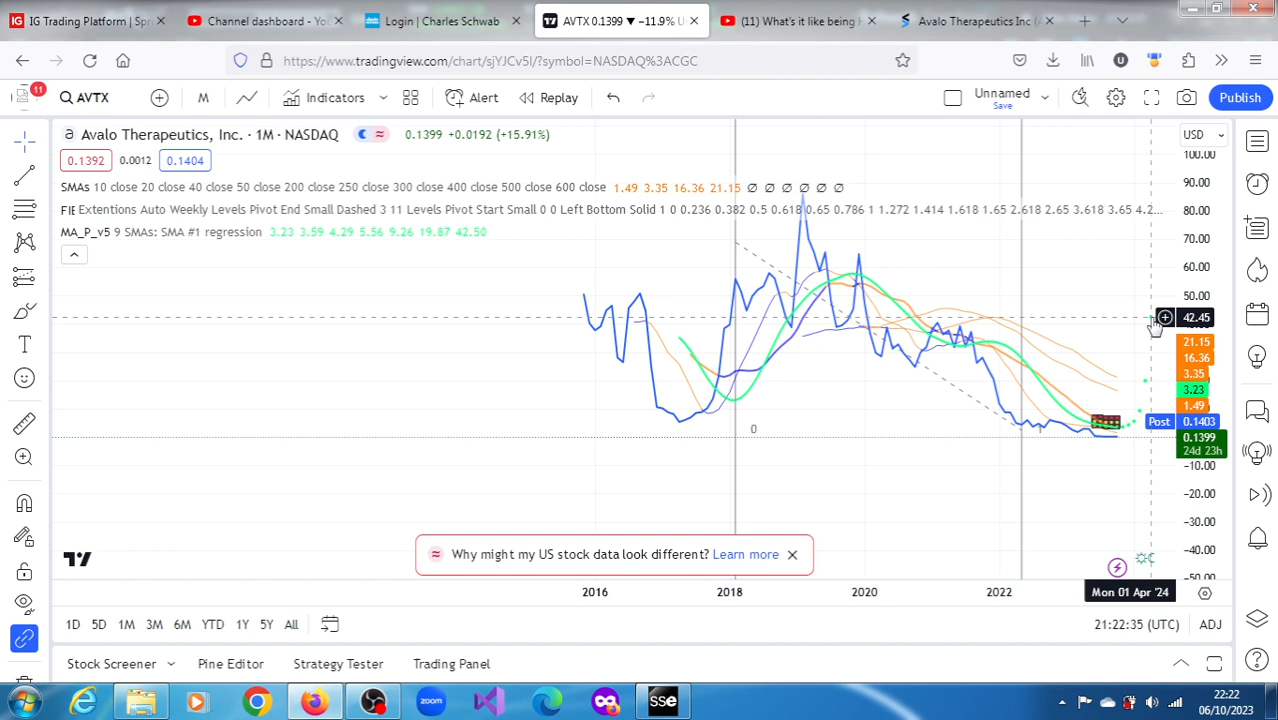 IG Trading Platform | Spr
Channel dashboard - Yo
Login | Charles Schwab
AVTX 0.1399 ▼ −11.9% U
(11) What's it like being H
Avalo Therapeutics Inc (A
https://www.tradingview.com/chart/sjYJCv5I/?symbol=NASDAQ%3ACGC
11
AVTX
M
Indicators
Alert
Replay
Unnamed
Save
Publish
Avalo Therapeutics, Inc. · 1M · NASDAQ
0.1399 +0.0192 (+15.91%)
USD
0.1392
0.0012
0.1404
SMAs 10 close 20 close 40 close 50 close 200 close 250 close 300 close 400 close 500 close 600 close 1.49 3.35 16.36 21.15 Ø Ø Ø Ø Ø Ø
Extentions Auto Weekly Levels Pivot End Small Dashed 3 11 Levels Pivot Start Small 0 0 Left Bottom Solid 1 0 0.236 0.382 0.5 0.618 0.65 0.786 1 1.272 1.414 1.618 1.65 2.618 2.65 3.618 3.65 4.2...
MA_P_v5 9 SMAs: SMA #1 regression 3.23 3.59 4.29 5.56 9.26 19.87 42.50
100.00
90.00
80.00
70.00
60.00
50.00
42.45
21.15
16.36
3.35
3.23
1.49
Post 0.1403
0.1399
24d 23h
−10.00
−20.00
−30.00
−40.00
−50.00
0
1
Why might my US stock data look different? Learn more
2016
2018
2020
2022
Mon 01 Apr '24
1D
5D
1M
3M
6M
YTD
1Y
5Y
All
21:22:35 (UTC)
ADJ
Stock Screener
Pine Editor
Strategy Tester
Trading Panel
zoom
SSE
22:22
06/10/2023